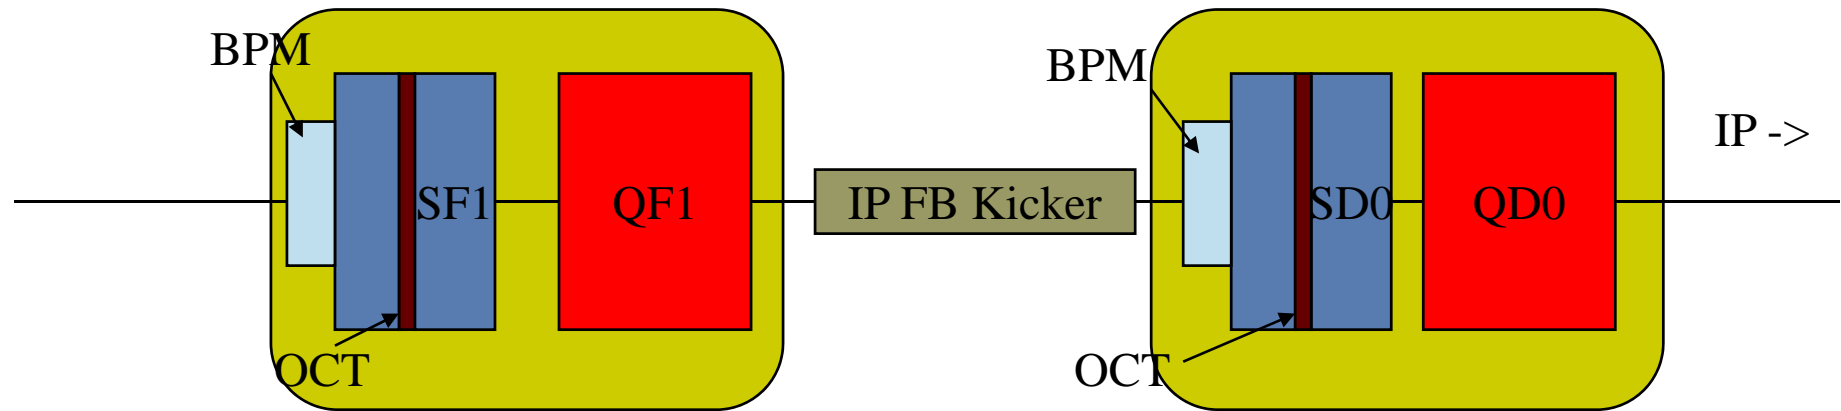 BPM
SF1
QF1
OCT
IP FB Kicker
BPM
SD0
QD0
OCT
IP ->